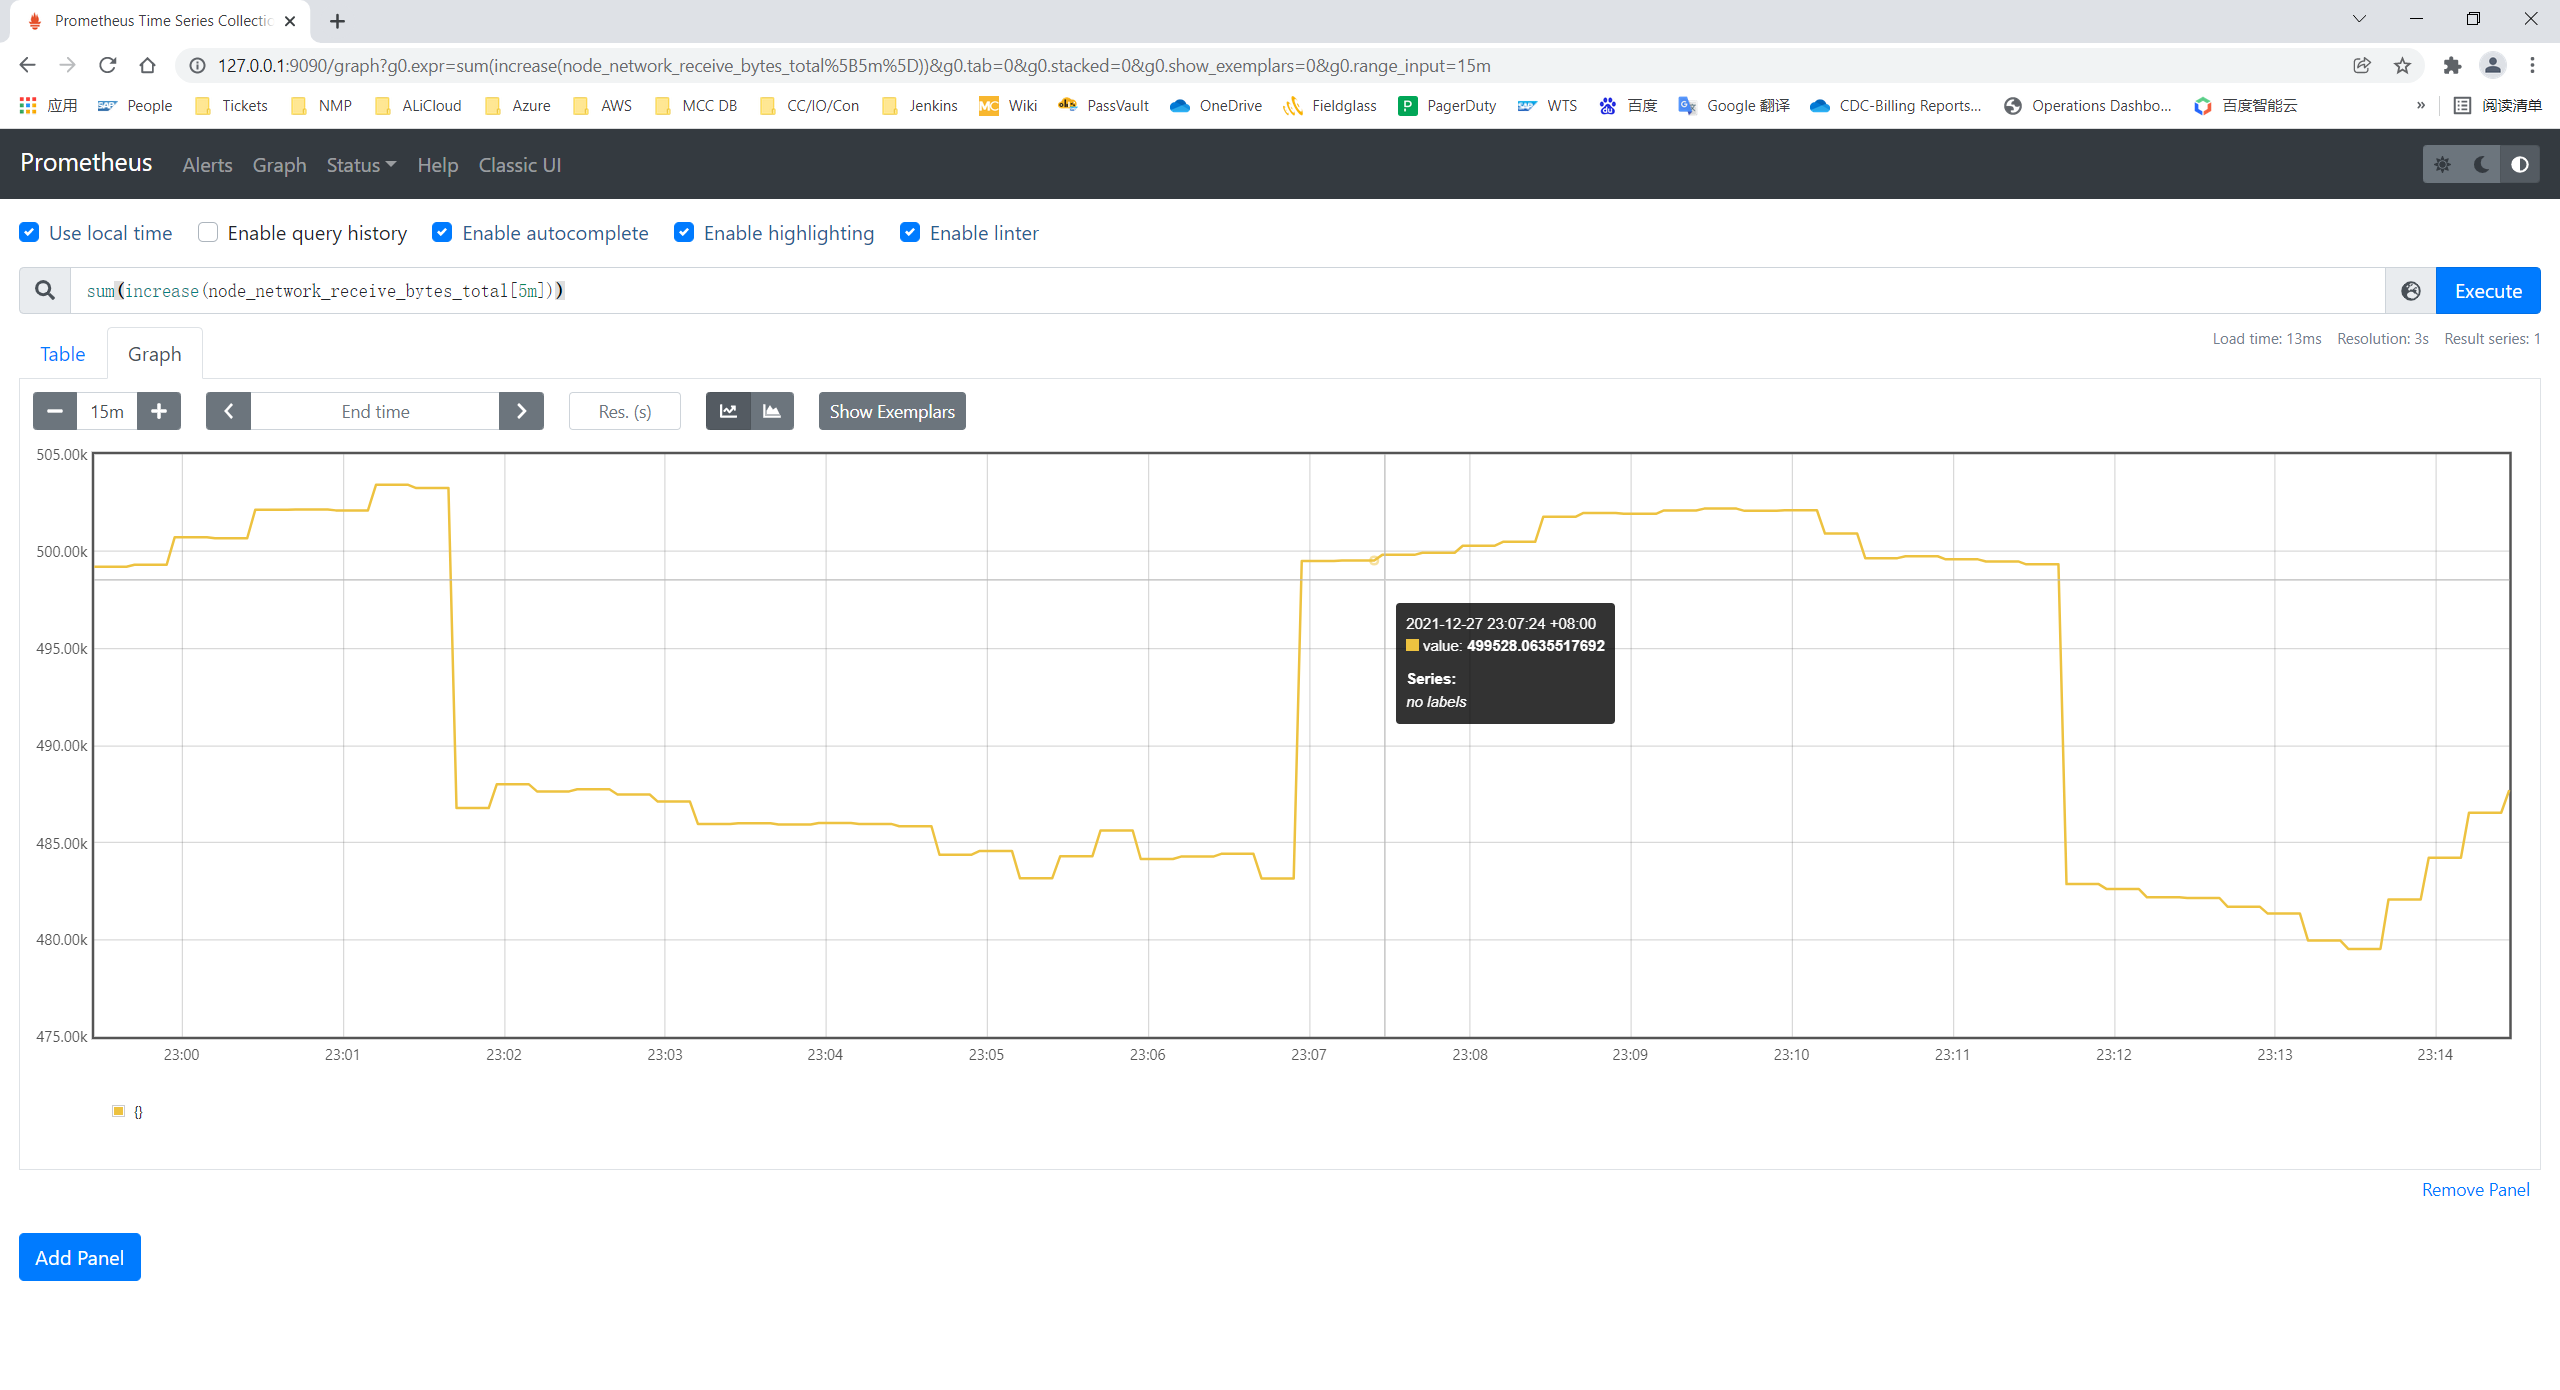 Prometheus Time Series Collectic
127.0.0.1:9090/graph?g0.expr=sum(increase(node_network_receive_bytes_total%5B5m%5D))&g0.tab=0&g0.stacked=0&g0.show_exemplars=0&g0.range_input=15m
应用 People Tickets NMP ALiCloud Azure AWS MCC DB CC/IO/Con Jenkins Wiki PassVault OneDrive Fieldglass PagerDuty WTS 百度 Google 翻译 CDC-Billing Reports... Operations Dashbo... 百度智能云 » 阅读清单
Prometheus Alerts Graph Status Help Classic UI
Use local time Enable query history Enable autocomplete Enable highlighting Enable linter
sum(increase(node_network_receive_bytes_total[5m])) Execute
Table Graph Load time: 13ms Resolution: 3s Result series: 1
15m End time Res. (s) Show Exemplars
505.00k
500.00k
495.00k
490.00k
485.00k
480.00k
475.00k
2021-12-27 23:07:24 +08:00
value: 499528.0635517692
Series:
no labels
23:00 23:01 23:02 23:03 23:04 23:05 23:06 23:07 23:08 23:09 23:10 23:11 23:12 23:13 23:14
{}
Remove Panel
Add Panel